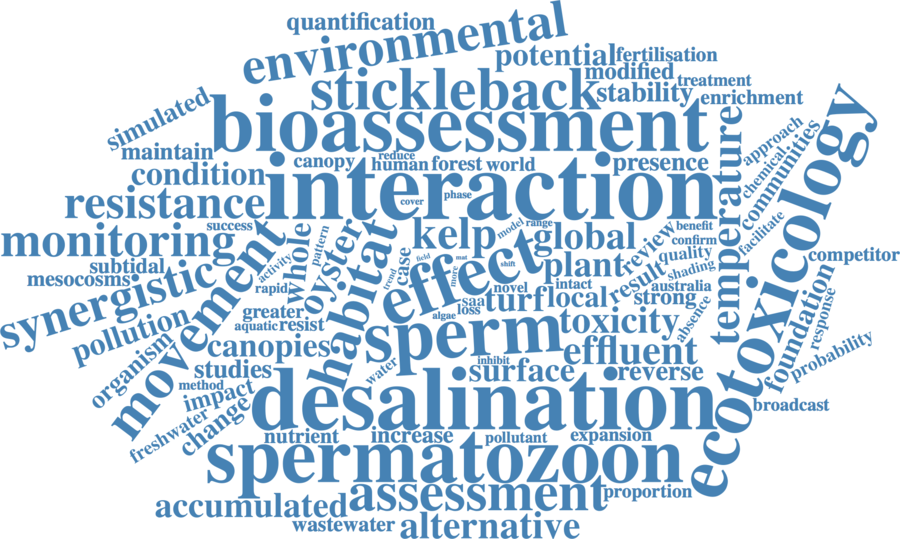 quantification
environmental
potential
fertilisation
modified
treatment
stickleback
stability
enrichment
simulated
bioassessment
maintain
canopy
reduce
human
forest
world
presence
approach
condition
interaction
chemical
communities
temperature
ecotoxicology
resistance
cover
phase
success
monitoring
whole
pattern
oyster
habitat
kelp
model
range
global
review
benefit
confirm
facilitate
subtidal
mesocosms
activity
movement
case
field
mat
effect
shift
plant
quality
shading
competitor
synergistic
rapid
trend
more
novel
intact
result
australia
greater
saa
turf
local
strong
foundation
pollution
aquatic
resist
algae
loss
sperm
toxicity
absence
response
organism
canopies
effluent
probability
studies
water
inhibit
surface
reverse
method
impact
desalination
broadcast
freshwater
change
nutrient
increase
pollutant
expansion
spermatozoon
accumulated
assessment
proportion
wastewater
alternative